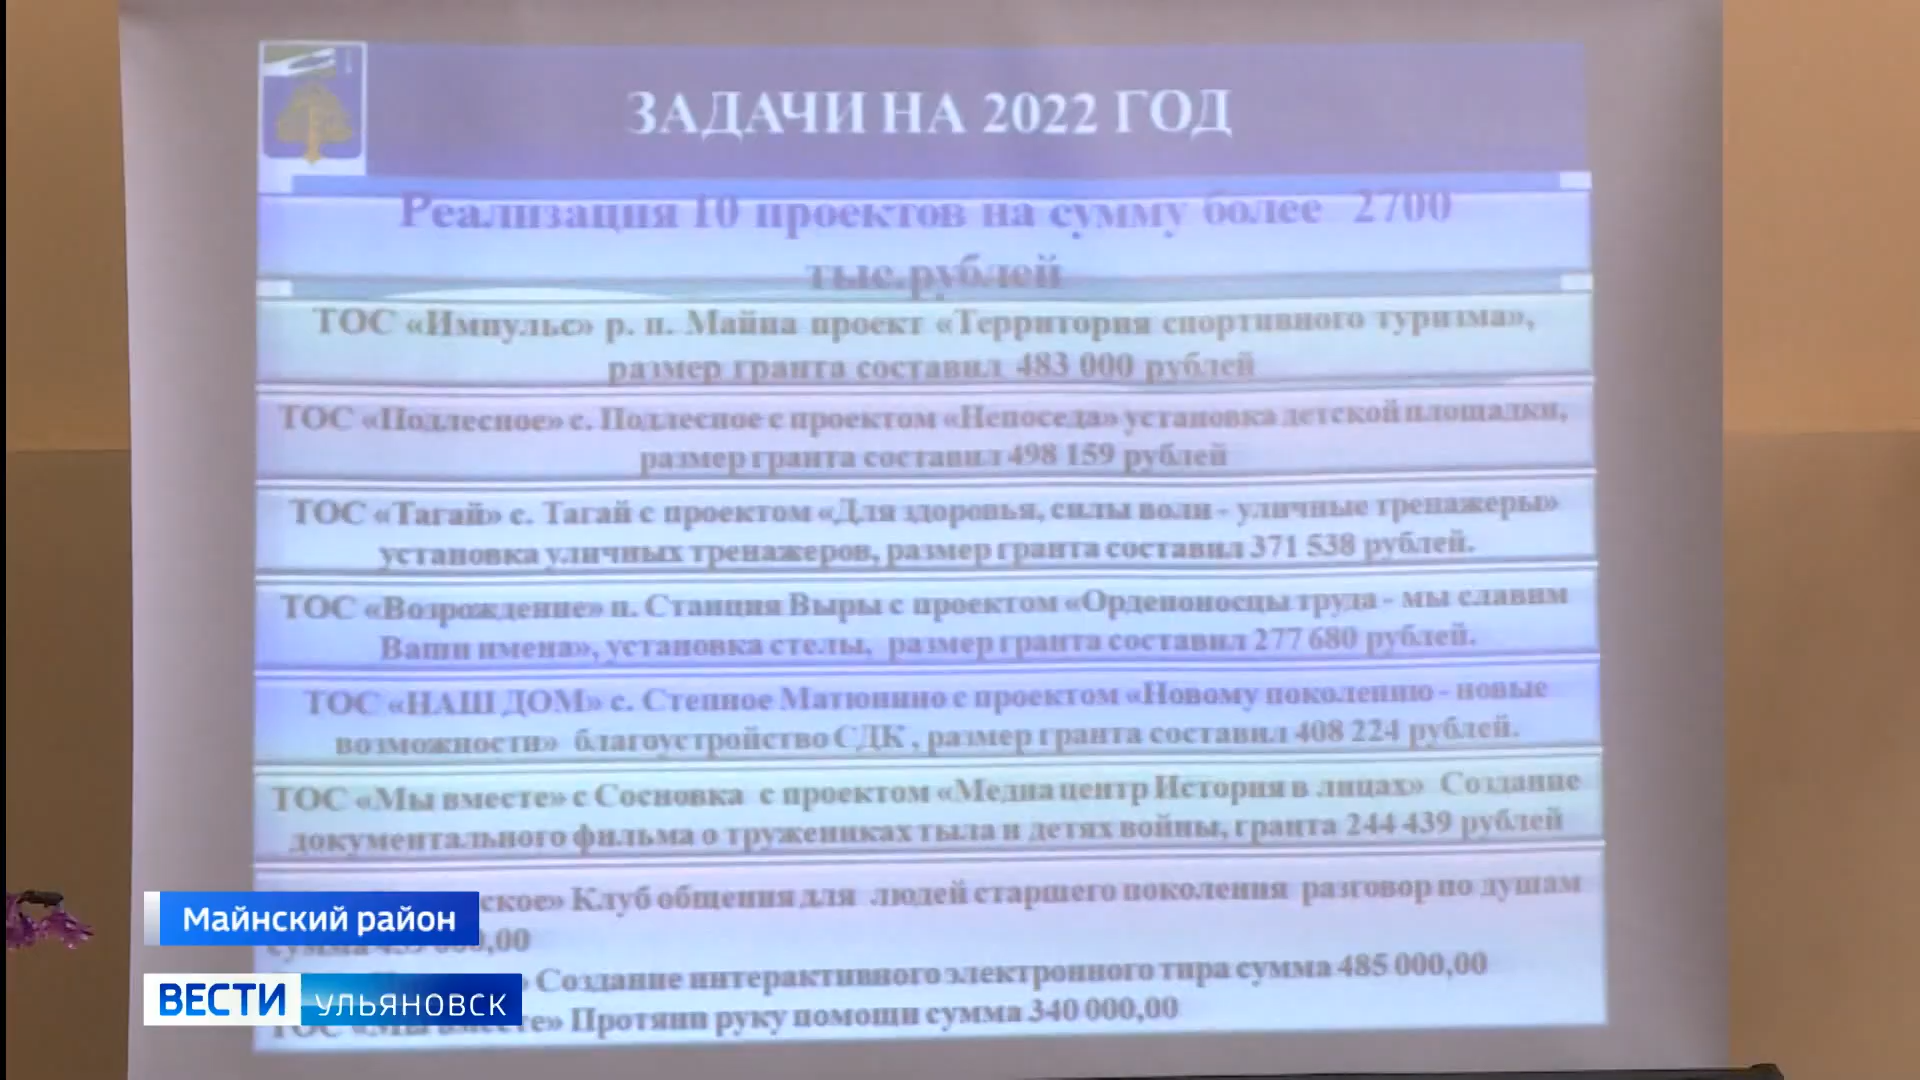 ЗАДАЧИ НА 2022 ГОД
Реализация 10 проектов на сумму более 2700
тыс.рублей
ТОС «Импульс» р. п. Майна проект «Территория спортивного туризма»,
размер гранта составил 483 000 рублей
ТОС «Подлесное» с. Подлесное с проектом «Непоседа» установка детской площадки,
размер гранта составил 498 159 рублей
ТОС «Тагай» с. Тагай с проектом «Для здоровья, силы воли - уличные тренажеры»
установка уличных тренажеров, размер гранта составил 371 538 рублей.
ТОС «Возрождение» п. Станция Выры с проектом «Орденоносцы труда - мы славим
Ваши имена», установка стелы, размер гранта составил 277 680 рублей.
ТОС «НАШ ДОМ» с. Степное Матюнино с проектом «Новому поколению - новые
возможности» благоустройство СДК , размер гранта составил 408 224 рублей.
ТОС «Мы вместе» с Сосновка с проектом «Медиа центр История в лицах» Создание
документального фильма о тружениках тыла и детях войны, гранта 244 439 рублей
Клуб общения для людей старшего поколения разговор по душам
сумма
Создание интерактивного электронного тира сумма 485 000,00
ТОС «Мы вместе» Протяни руку помощи сумма 340 000,00
Майнский район
ВЕСТИ УЛЬЯНОВСК